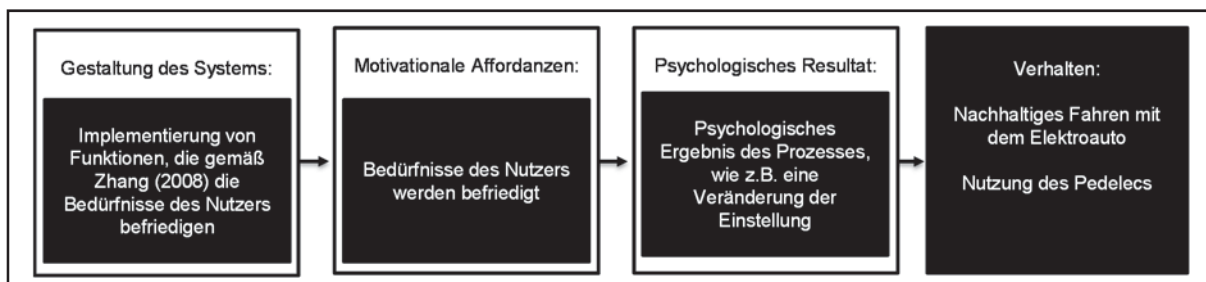 Gestaltung des Systems:
Implementierung von
Funktionen, die gemäß
Zhang (2008) die
Bedürfnisse des Nutzers
befriedigen
Motivationale Affordanzen:
Bedürfnisse des Nutzers
werden befriedigt
Psychologisches Resultat:
Psychologisches
Ergebnis des Prozesses,
wie z.B. eine
Veränderung der
Einstellung
Verhalten:
Nachhaltiges Fahren mit
dem Elektroauto
Nutzung des Pedelecs